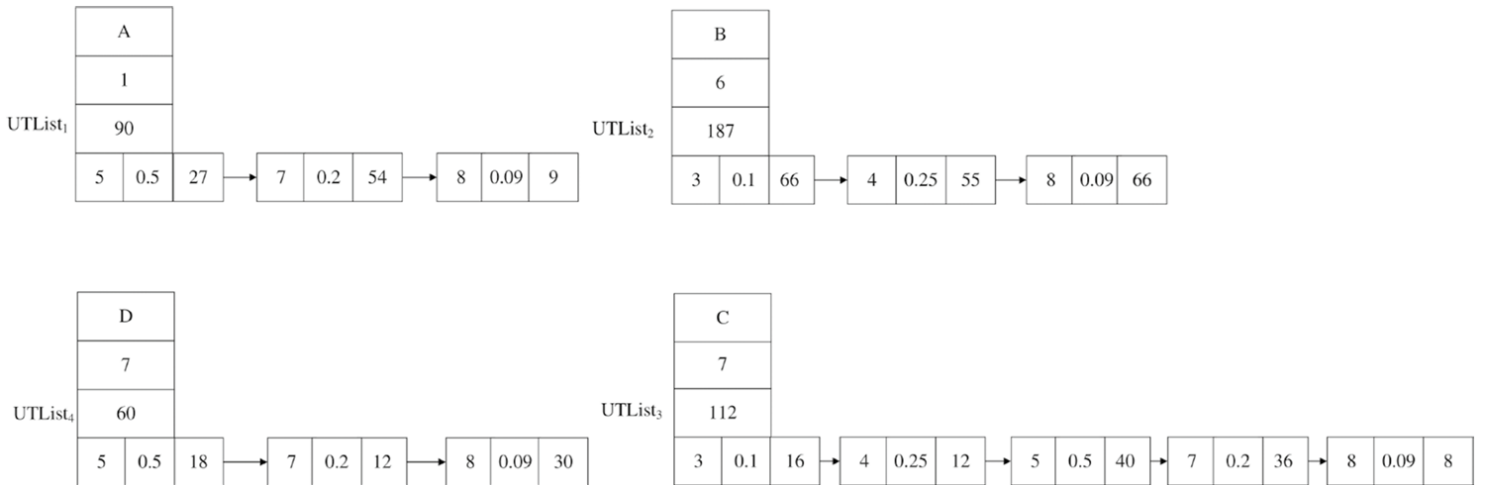 A
1
UTList₁ 90
5 0.5 27 7 0.2 54 8 0.09 9
B
6
UTList₂ 187
3 0.1 66 4 0.25 55 8 0.09 66
D
7
UTList₄ 60
5 0.5 18 7 0.2 12 8 0.09 30
C
7
UTList₃ 112
3 0.1 16 4 0.25 12 5 0.5 40 7 0.2 36 8 0.09 8